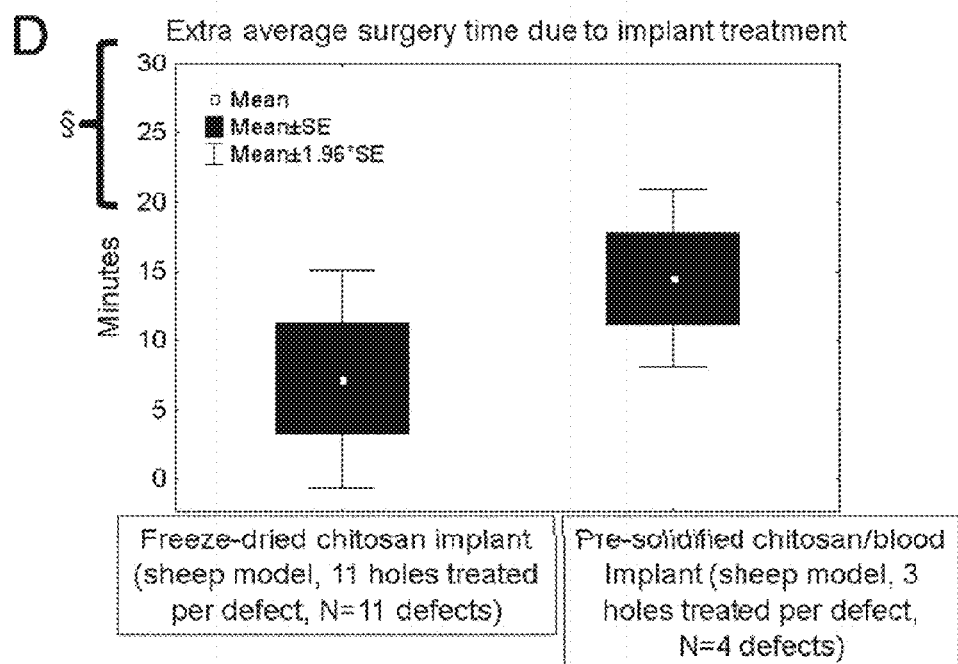 D
Extra average surgery time due to implant treatment
§
Minutes
30
25
20
15
10
5
0
Mean
Mean±SE
Mean±1.96*SE
Freeze-dried chitosan implant
(sheep model, 11 holes treated
per defect, N=11 defects)
Pre-solidified chitosan/blood
Implant (sheep model, 3
holes treated per defect,
N=4 defects)